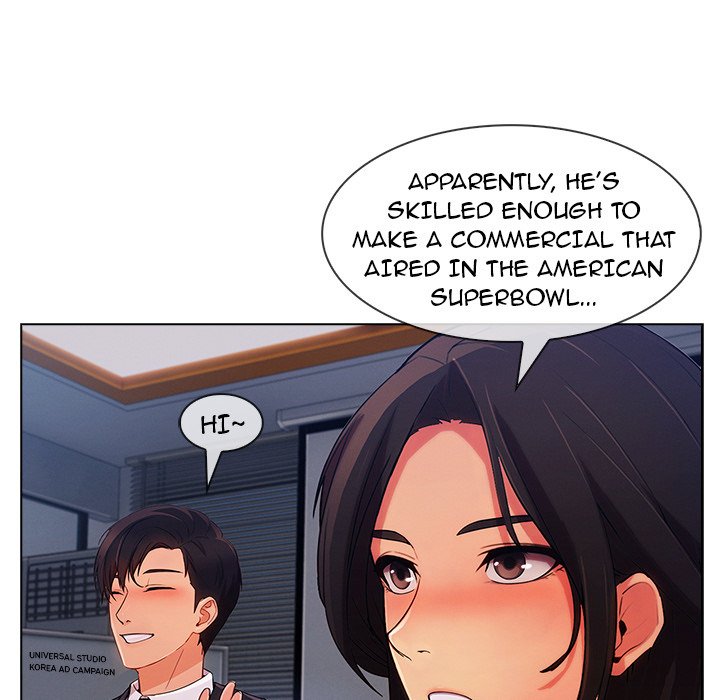 APPARENTLY, HE'S
SKILLED ENOUGH TO
MAKE A COMMERCIAL THAT
AIRED IN THE AMERICAN
SUPERBOWL...
HI~
UNIVERSAL STUDIO
KOREA AD CAMPAIGN